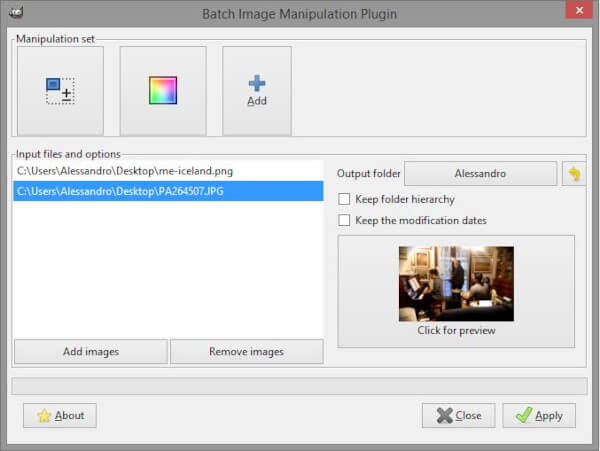 Batch Image Manipulation Plugin
Manipulation set
Add
Input files and options
C:\Users\Alessandro\Desktop\me-iceland.png
C:\Users\Alessandro\Desktop\PA264507.JPG
Add images
Remove images
Output folder
Alessandro
Keep folder hierarchy
Keep the modification dates
Click for preview
About
Close
Apply